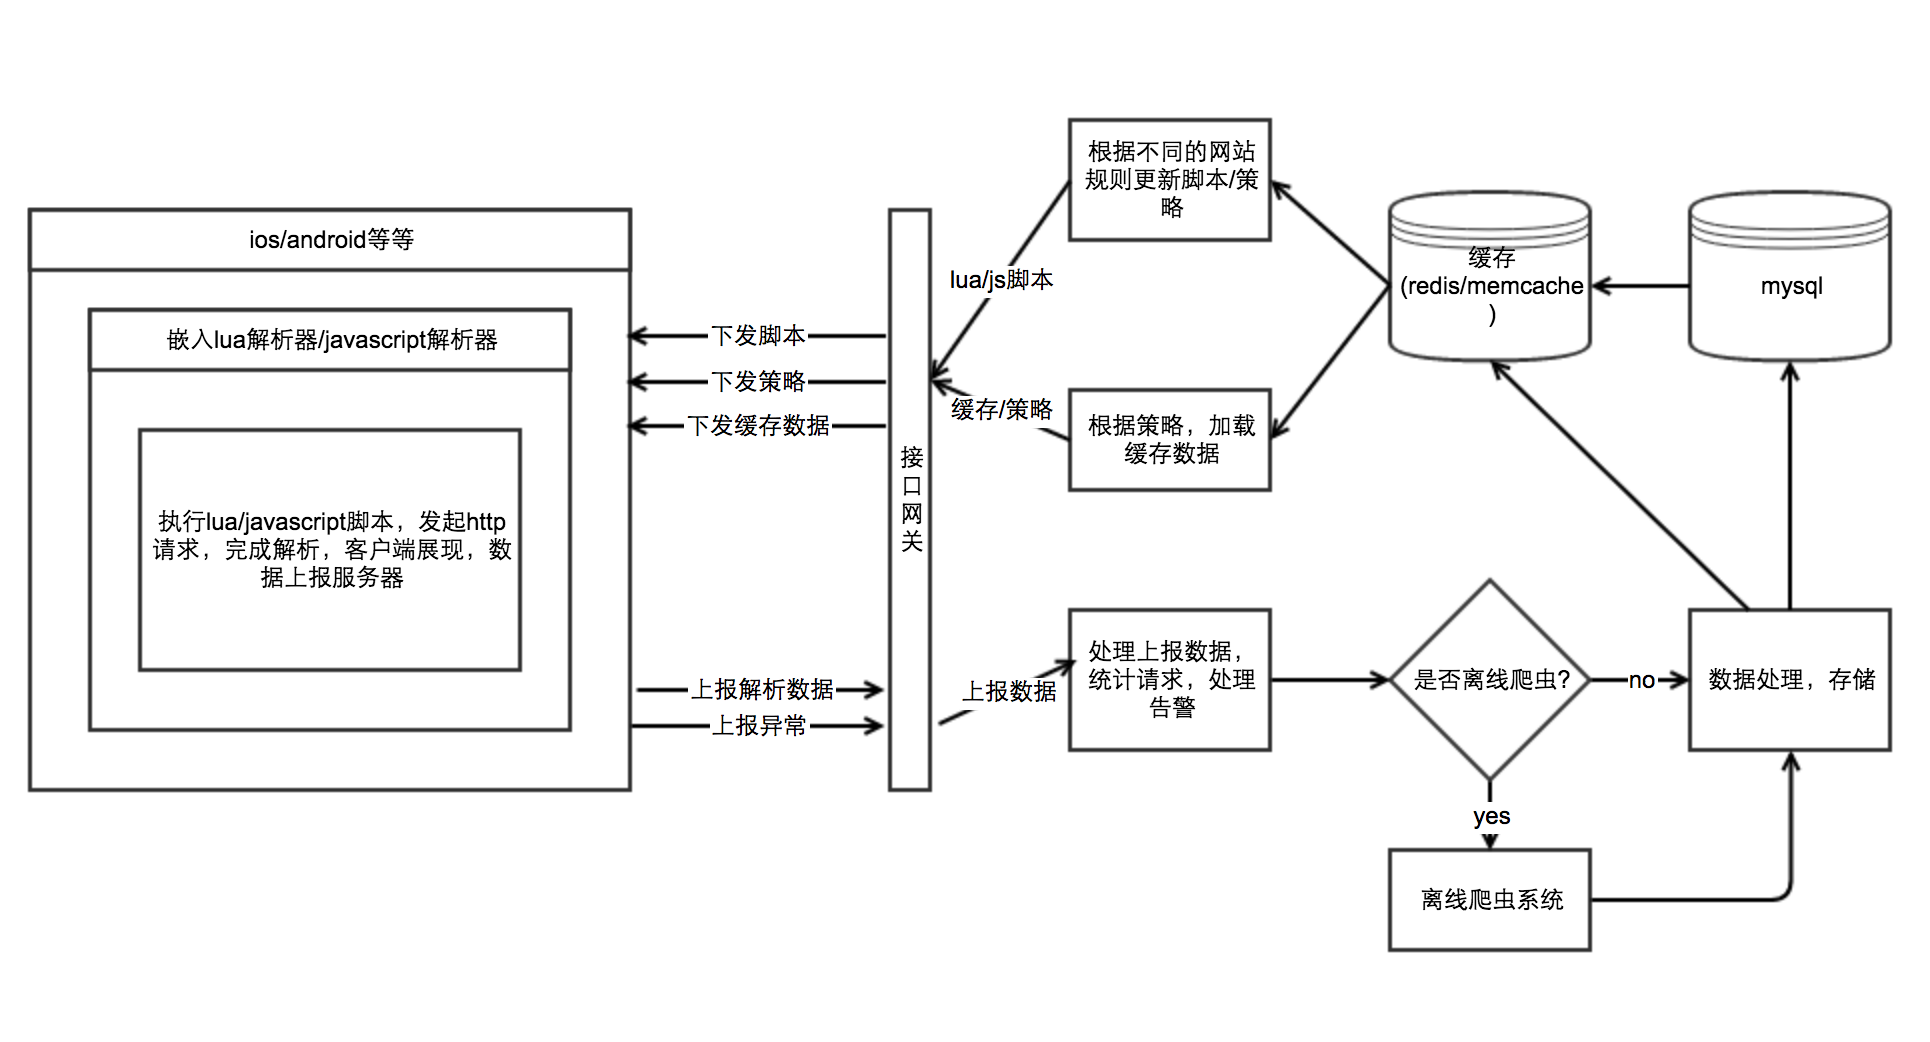 ios/android等等
嵌入lua解析器/javascript解析器
执行lua/javascript脚本，发起http
请求，完成解析，客户端展现，数
据上报服务器
下发脚本
下发策略
下发缓存数据
上报解析数据
上报异常
接
口
网
关
lua/js脚本
缓存/策略
上报数据
根据不同的网站
规则更新脚本/策
略
根据策略，加载
缓存数据
处理上报数据，
统计请求，处理
告警
缓存
(redis/memcache
)
mysql
是否离线爬虫?
no
yes
数据处理，存储
离线爬虫系统